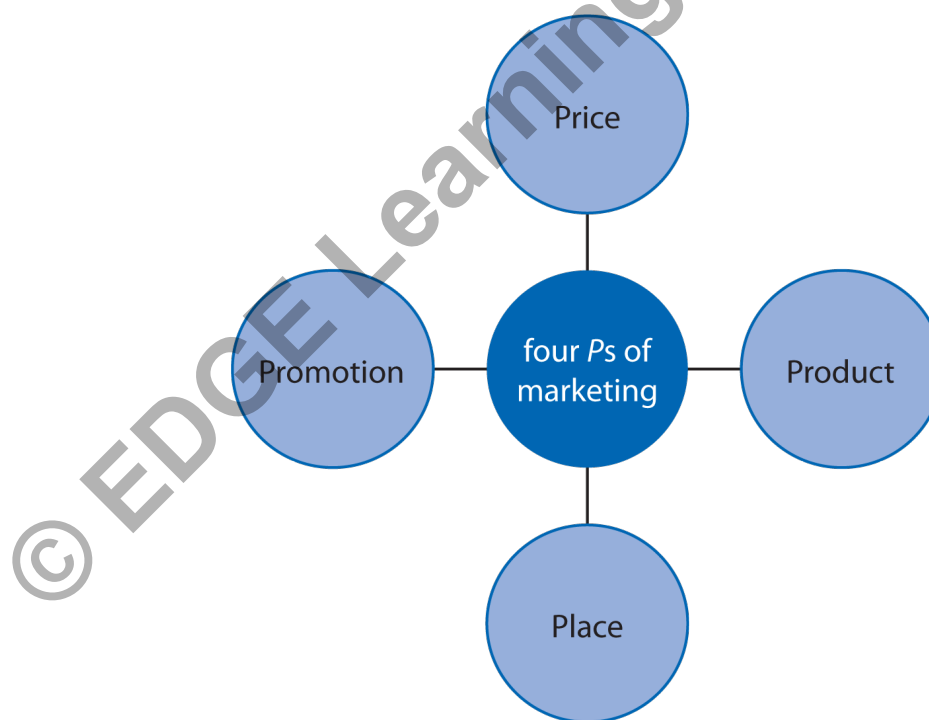 Price
four Ps of
marketing
Promotion
Product
Place
© EDGE Learning